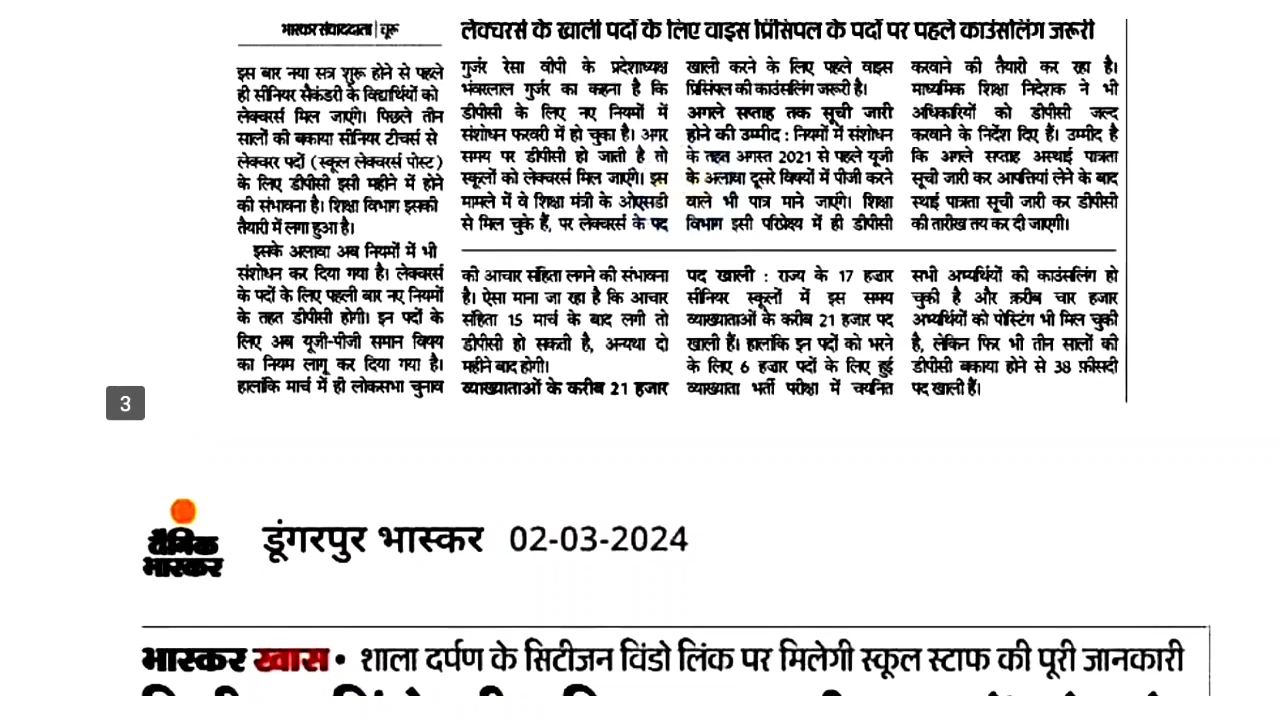 भास्कर संवाददाता | चूरू
इस बार नया सत्र शुरू होने से पहले
ही सीनियर सैकंडरी के विद्यार्थियों को
लेक्चरर्स मिल जाएंगे। पिछले तीन
सालों की बकाया सीनियर टीचर्स से
लेक्चरर पदों (स्कूल लेक्चरर्स पोस्ट)
के लिए डीपीसी इसी महीने में होने
की संभावना है। शिक्षा विभाग इसकी
तैयारी में लगा हुआ है।
इसके अलावा अब नियमों में भी
संशोधन कर दिया गया है। लेक्चरर्स
के पदों के लिए पहली बार नए नियमों
के तहत डीपीसी होगी। इन पदों के
लिए अब यूजी-पीजी समान विषय
का नियम लागू कर दिया गया है।
हालांकि मार्च में ही लोकसभा चुनाव
लेक्चरर्स के खाली पदों के लिए वाइस प्रिंसिपल के पदों पर पहले काउंसलिंग जरूरी
गुर्जर रेसा वीपी के प्रदेशाध्यक्ष
भंवरलाल गुर्जर का कहना है कि
डीपीसी के लिए नए नियमों में
संशोधन फरवरी में हो चुका है। अगर
समय पर डीपीसी हो जाती है तो
स्कूलों को लेक्चरर्स मिल जाएंगे। इस
मामले में वे शिक्षा मंत्री के ओएसडी
से मिल चुके हैं, पर लेक्चरर्स के पद
खाली करने के लिए पहले वाइस
प्रिंसिपल की काउंसलिंग जरूरी है।
अगले सप्ताह तक सूची जारी
होने की उम्मीद : नियमों में संशोधन
के तहत अगस्त 2021 से पहले यूजी
के अलावा दूसरे विषयों में पीजी करने
वाले भी पात्र माने जाएंगे। शिक्षा
विभाग इसी परिप्रेक्ष्य में ही डीपीसी
करवाने की तैयारी कर रहा है।
माध्यमिक शिक्षा निदेशक ने भी
अधिकारियों को डीपीसी जल्द
करवाने के निर्देश दिए हैं। उम्मीद है
कि अगले सप्ताह अस्थाई पात्रता
सूची जारी कर आपत्तियां लेने के बाद
स्थाई पात्रता सूची जारी कर डीपीसी
की तारीख तय कर दी जाएगी।
की आचार संहिता लगने की संभावना
है। ऐसा माना जा रहा है कि आचार
संहिता 15 मार्च के बाद लगी तो
डीपीसी हो सकती है, अन्यथा दो
महीने बाद होगी।
व्याख्याताओं के करीब 21 हजार
पद खाली : राज्य के 17 हजार
सीनियर स्कूलों में इस समय
व्याख्याताओं के करीब 21 हजार पद
खाली हैं। हालांकि इन पदों को भरने
के लिए 6 हजार पदों के लिए हुई
व्याख्याता भर्ती परीक्षा में चयनित
सभी अभ्यर्थियों की काउंसलिंग हो
चुकी है और क़रीब चार हजार
अभ्यर्थियों को पोस्टिंग भी मिल चुकी
है, लेकिन फिर भी तीन सालों की
डीपीसी बकाया होने से 38 फ़ीसदी
पद खाली हैं।
3
दैनिक
भास्कर
डूंगरपुर भास्कर 02-03-2024
भास्कर खास• शाला दर्पण के सिटीजन विंडो लिंक पर मिलेगी स्कूल स्टाफ की पूरी जानकारी